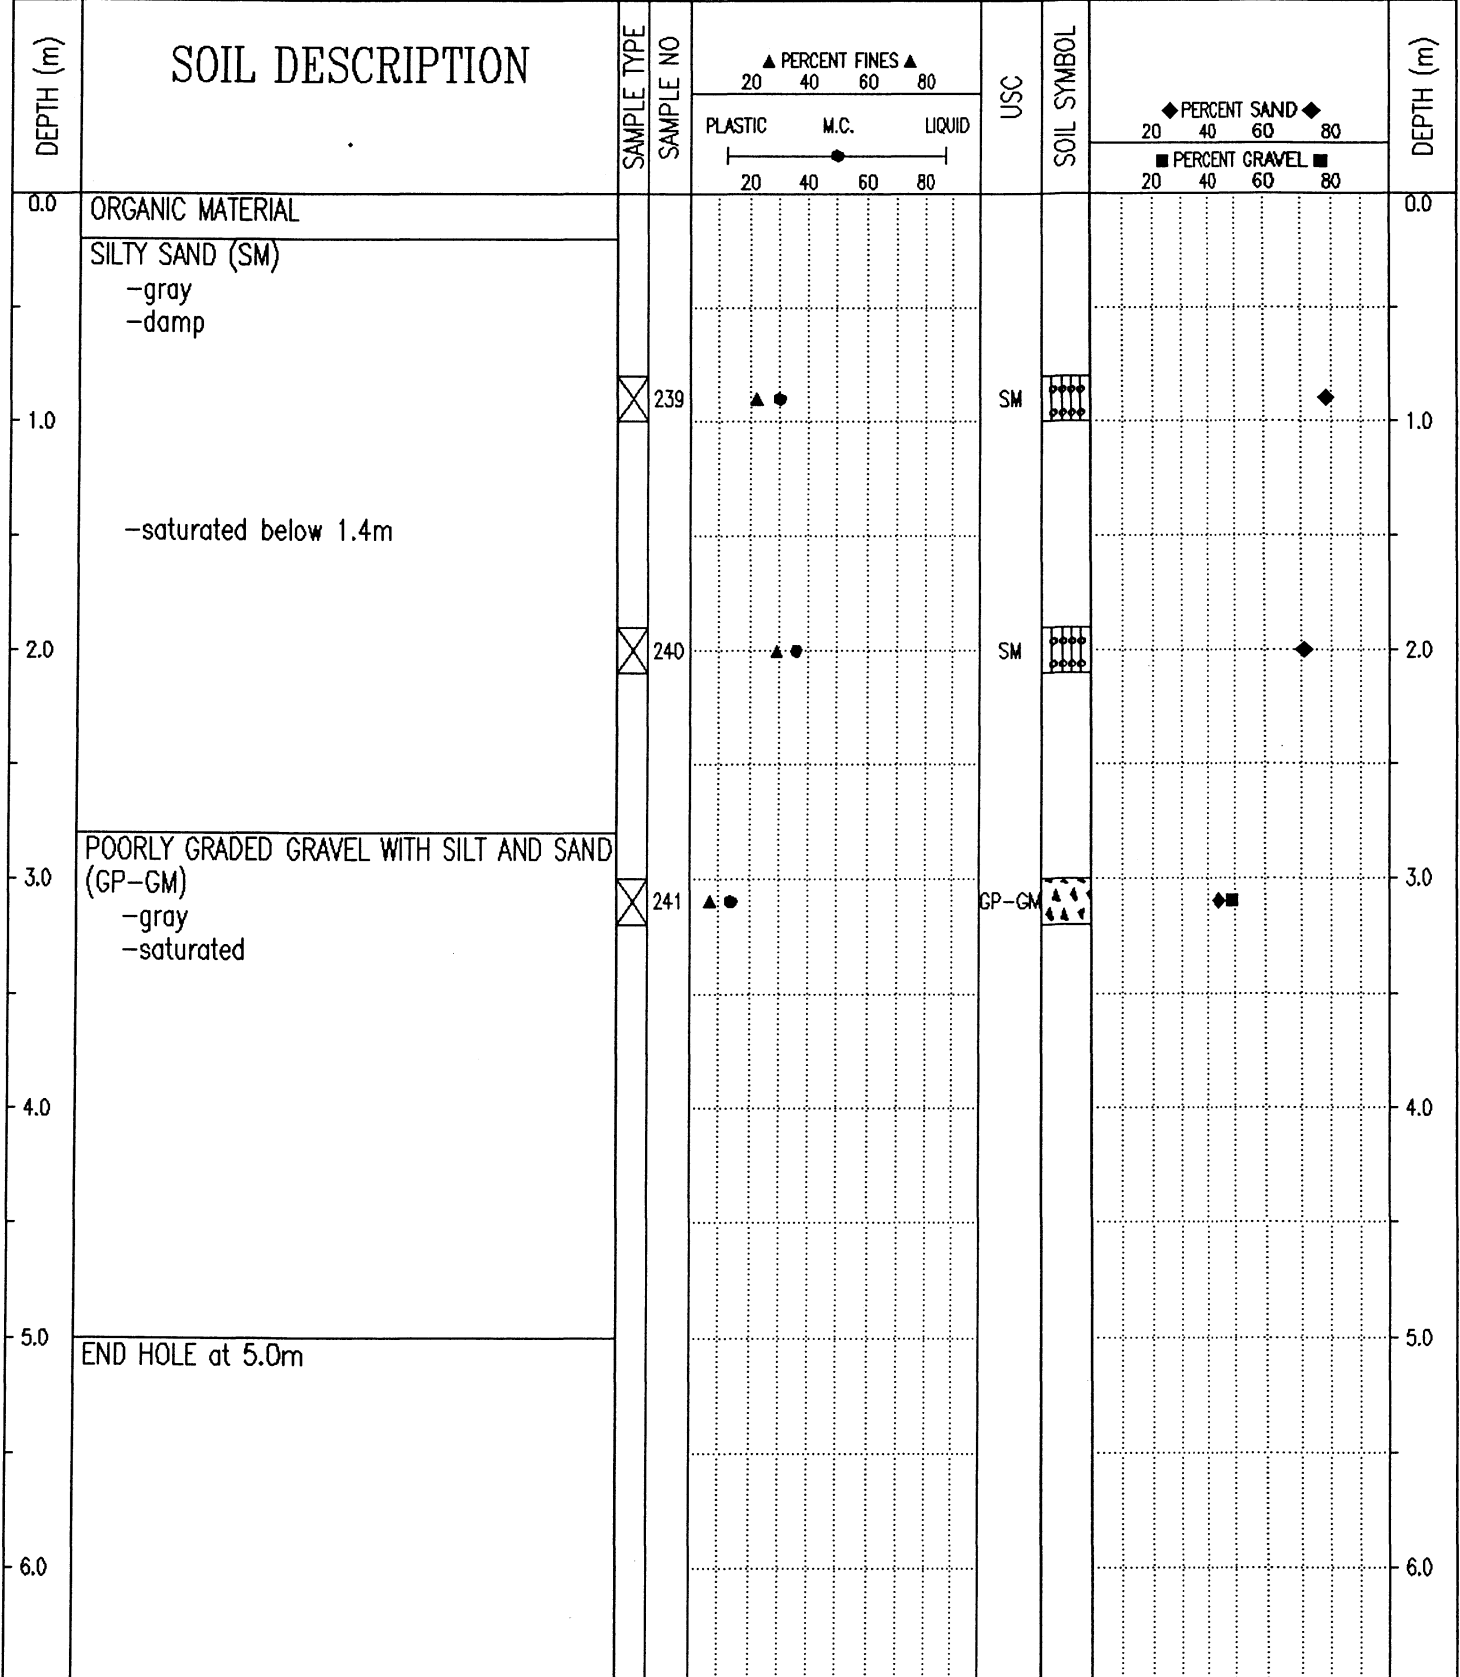 DEPTH (m)
SOIL DESCRIPTION
SAMPLE TYPE
SAMPLE NO
▲ PERCENT FINES ▲
20 40 60 80
PLASTIC M.C. LIQUID
20 40 60 80
USC
SOIL SYMBOL
◆ PERCENT SAND ◆
20 40 60 80
■ PERCENT GRAVEL ■
20 40 60 80
DEPTH (m)
0.0 ORGANIC MATERIAL 0.0
SILTY SAND (SM)
-gray
-damp
239 SM
1.0 1.0
-saturated below 1.4m
2.0 240 SM 2.0
POORLY GRADED GRAVEL WITH SILT AND SAND
3.0 (GP-GM) 3.0
241 GP-GM
-gray
-saturated
4.0 4.0
5.0 5.0
END HOLE at 5.0m
6.0 6.0